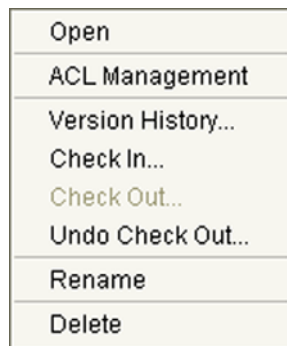 Open
ACL Management
Version History...
Check In...
Check Out...
Undo Check Out...
Rename
Delete